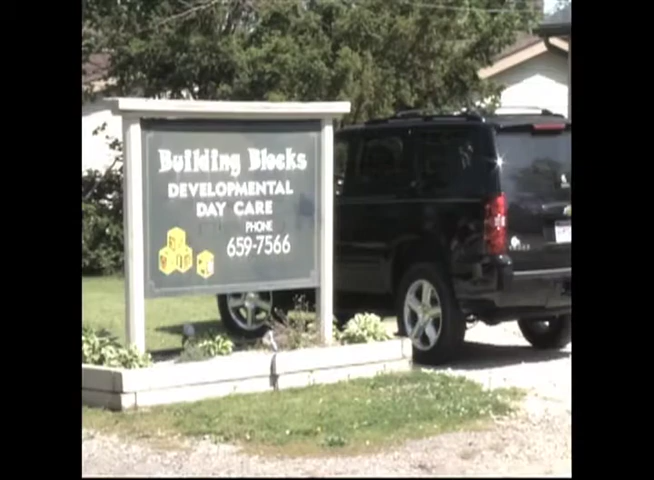 Building Blocks
DEVELOPMENTAL
DAY CARE
PHONE
659-7566